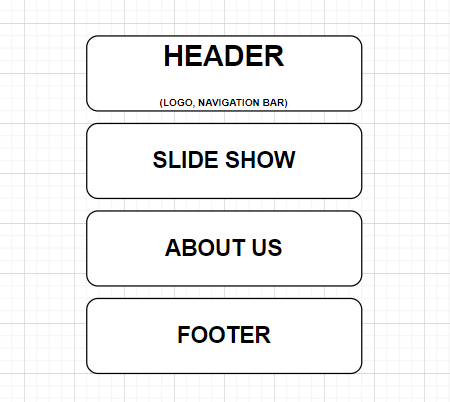 HEADER
(LOGO, NAVIGATION BAR)
SLIDE SHOW
ABOUT US
FOOTER